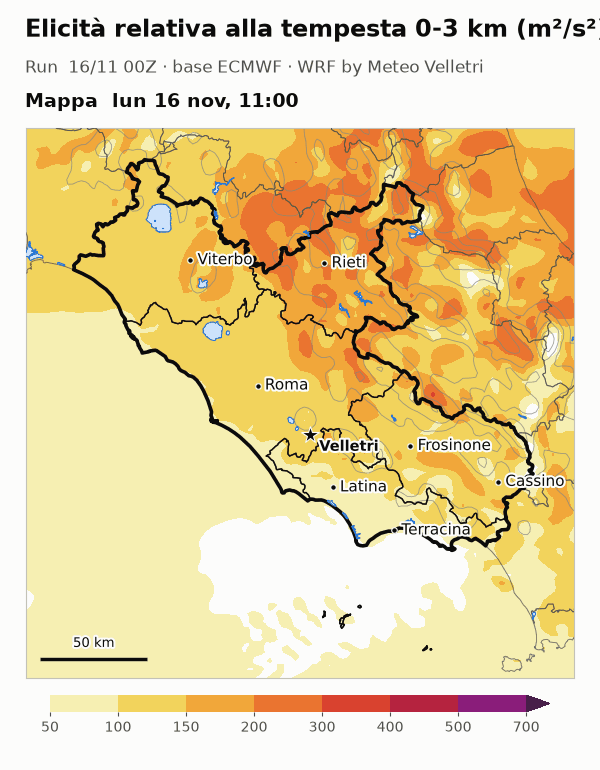 Elicità relativa alla tempesta 0-3 km (m²/s²)
Run 16/11 00Z · base ECMWF · WRF by Meteo Velletri
Mappa lun 16 nov, 11:00
Viterbo
Rieti
Roma
Velletri
Frosinone
Latina
Cassino
Terracina
50 km
50 100 150 200 300 400 500 700